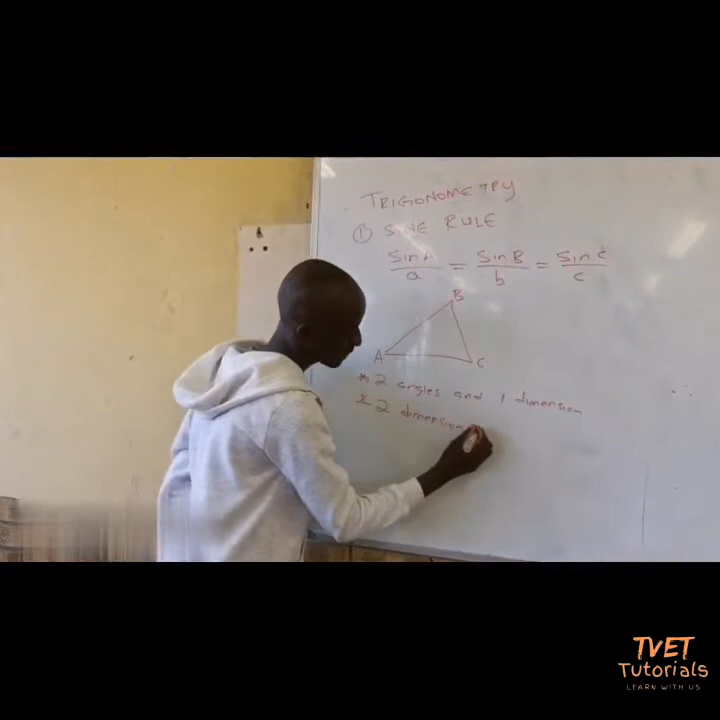 TRIGONOMETRY
① SINE RULE
Sin A/a = Sin B/b = Sin C/c
B
A C
* 2 angles and 1 dimension
* 2 dimension
TVET
Tutorials
LEARN WITH US